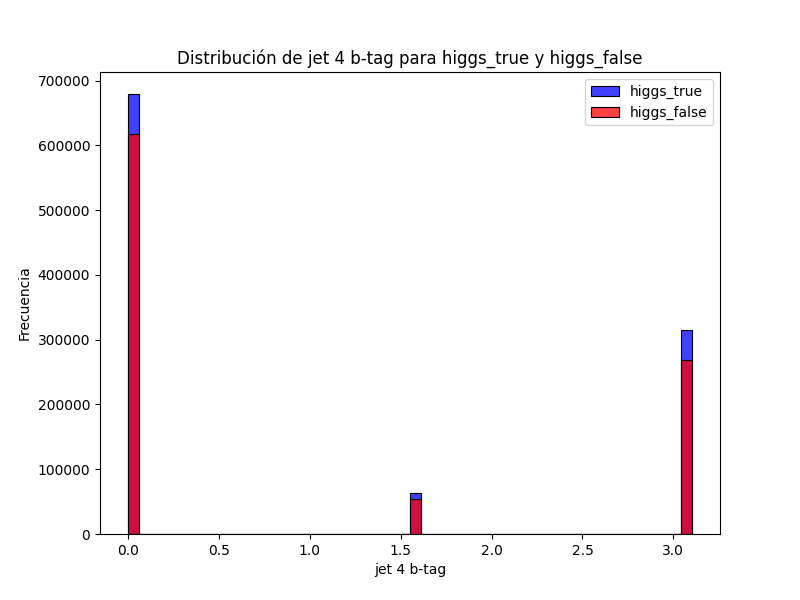 Distribución de jet 4 b-tag para higgs_true y higgs_false
higgs_true
higgs_false
Frecuencia
700000
600000
500000
400000
300000
200000
100000
0
0.0 0.5 1.0 1.5 2.0 2.5 3.0
jet 4 b-tag